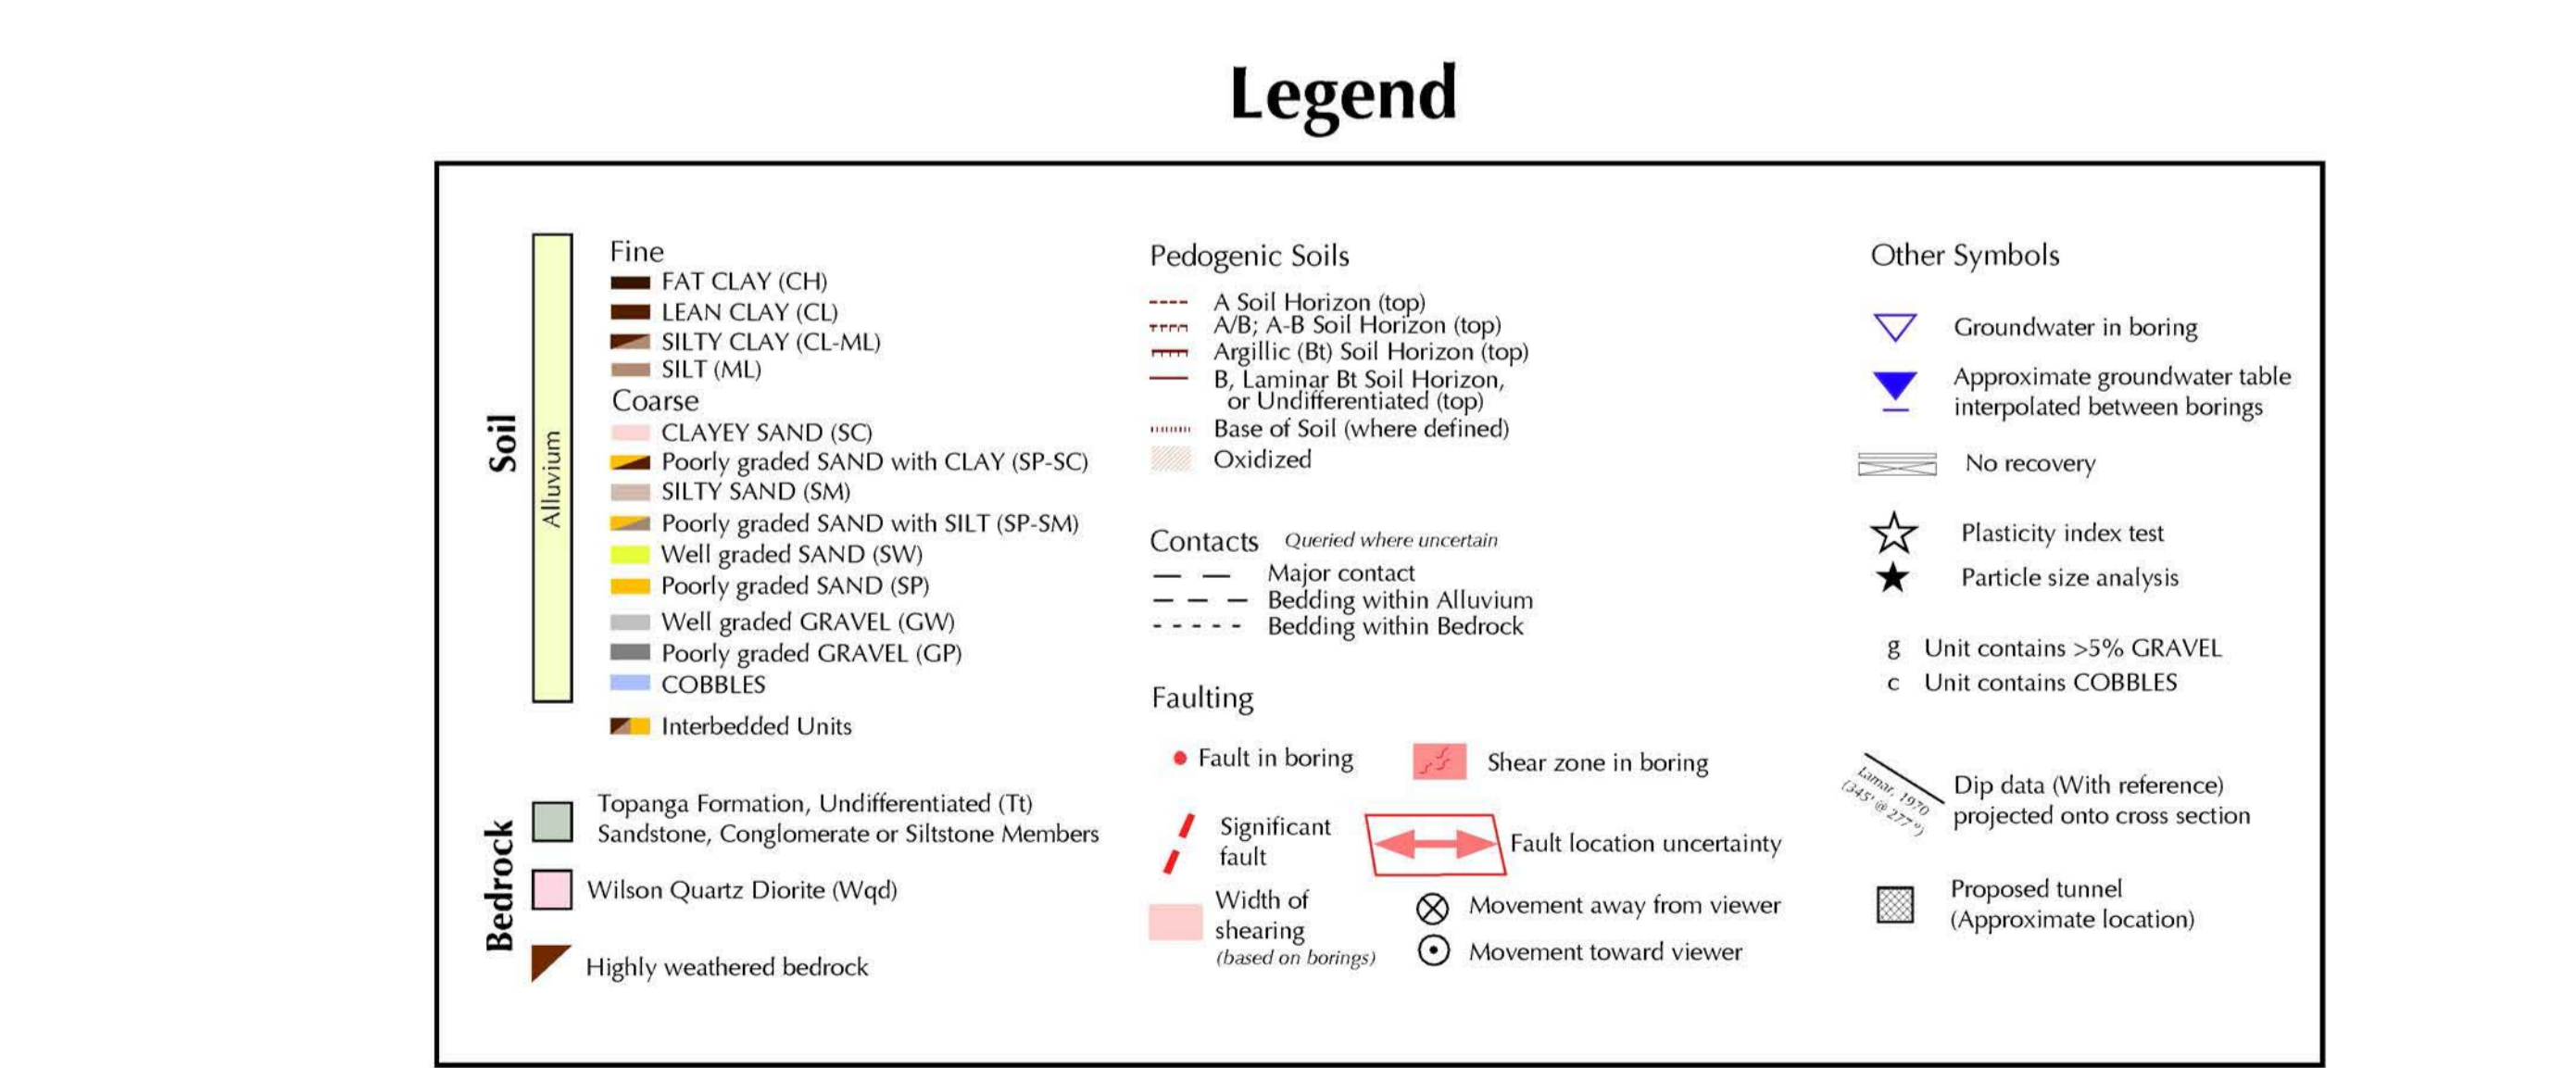 Legend
Soil
Alluvium
Fine
FAT CLAY (CH)
LEAN CLAY (CL)
SILTY CLAY (CL-ML)
SILT (ML)
Coarse
CLAYEY SAND (SC)
Poorly graded SAND with CLAY (SP-SC)
SILTY SAND (SM)
Poorly graded SAND with SILT (SP-SM)
Well graded SAND (SW)
Poorly graded SAND (SP)
Well graded GRAVEL (GW)
Poorly graded GRAVEL (GP)
COBBLES
Interbedded Units
Bedrock
Topanga Formation, Undifferentiated (Tt)
Sandstone, Conglomerate or Siltstone Members
Wilson Quartz Diorite (Wqd)
Highly weathered bedrock
Pedogenic Soils
A Soil Horizon (top)
A/B; A-B Soil Horizon (top)
Argillic (Bt) Soil Horizon (top)
B, Laminar Bt Soil Horizon,
or Undifferentiated (top)
Base of Soil (where defined)
Oxidized
Contacts Queried where uncertain
Major contact
Bedding within Alluvium
Bedding within Bedrock
Faulting
Fault in boring
Shear zone in boring
Significant
fault
Fault location uncertainty
Width of
shearing
(based on borings)
Movement away from viewer
Movement toward viewer
Other Symbols
Groundwater in boring
Approximate groundwater table
interpolated between borings
No recovery
Plasticity index test
Particle size analysis
g Unit contains >5% GRAVEL
c Unit contains COBBLES
Lamar, 1970
(345' @ 277°)
Dip data (With reference)
projected onto cross section
Proposed tunnel
(Approximate location)